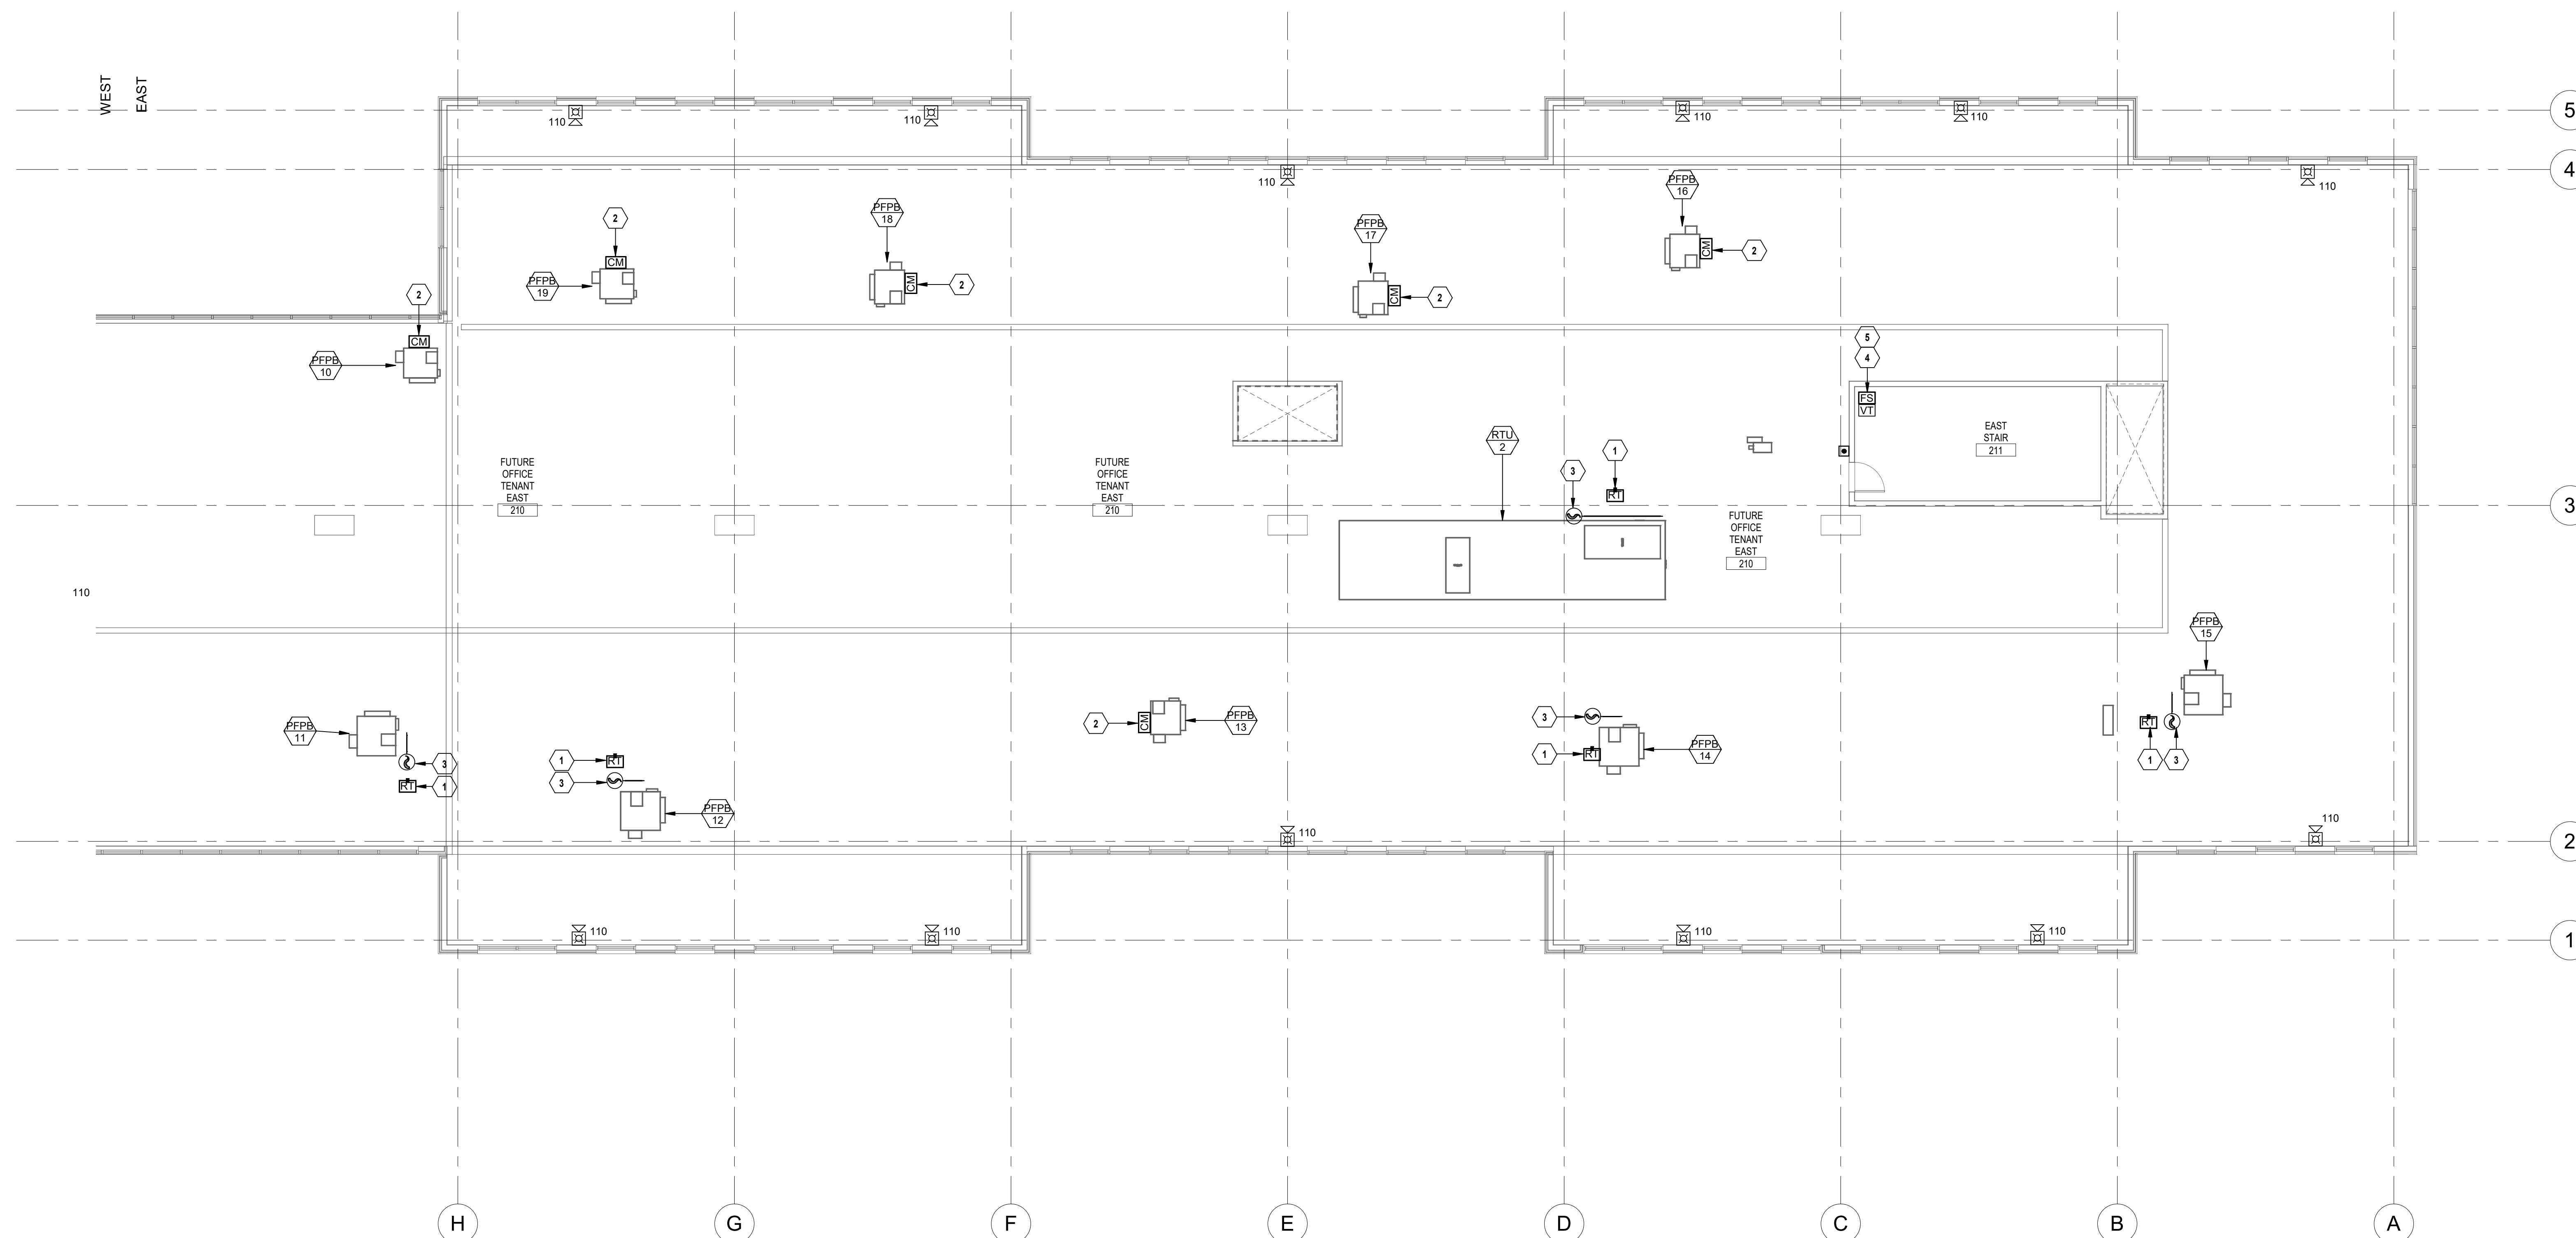 WEST
EAST
5
110
110
110
110
4
110
110
PFPB
16
PFPB
18
2
PFPB
17
2
CM
CM
2
CM
2
CM
2
PFPB
19
2
CM
PFPB
10
5
4
FS
VT
EAST
STAIR
211
RTU
2
1
3
RT
FUTURE
OFFICE
TENANT
EAST
210
FUTURE
OFFICE
TENANT
EAST
210
3
FUTURE
OFFICE
TENANT
EAST
210
110
PFPB
15
PFPB
11
3
RT
1
1
RT
3
PFPB
12
2
CM
PFPB
13
3
1
RT
PFPB
14
RT
1
3
110
110
2
110
110
110
110
1
H
G
F
E
D
C
B
A